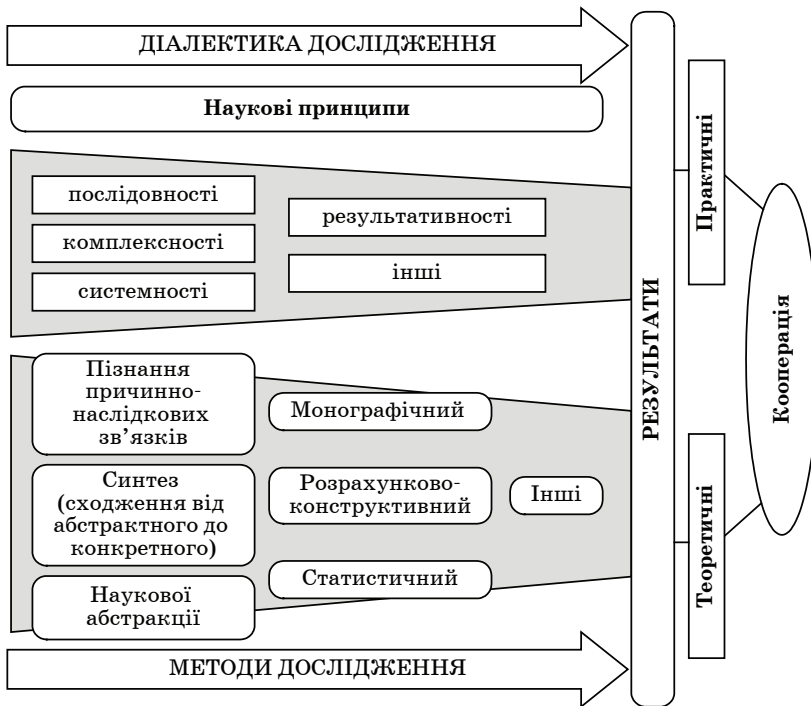 ДІАЛЕКТИКА ДОСЛІДЖЕННЯ
Наукові принципи
послідовності
комплексності
системності
результативності
інші
Пізнання
причинно-
наслідкових
зв’язків
Синтез
(сходження від
абстрактного до
конкретного)
Наукової
абстракції
Монографічний
Розрахунково-
конструктивний
Статистичний
Інші
МЕТОДИ ДОСЛІДЖЕННЯ
РЕЗУЛЬТАТИ
Практичні
Теоретичні
Кооперація